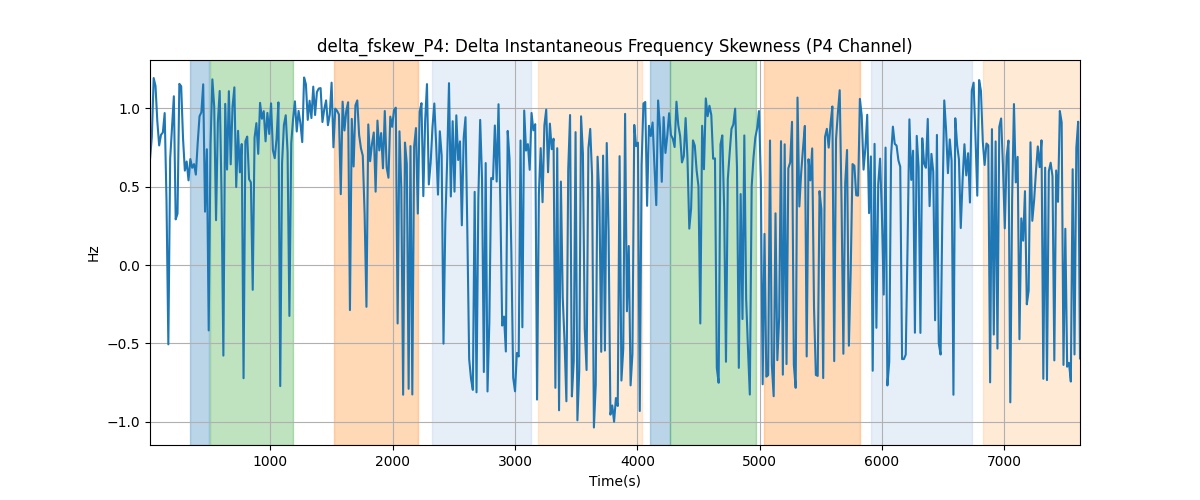 delta_fskew_P4: Delta Instantaneous Frequency Skewness (P4 Channel)
1.0
0.5
0.0
−0.5
−1.0
Hz
1000 2000 3000 4000 5000 6000 7000
Time(s)